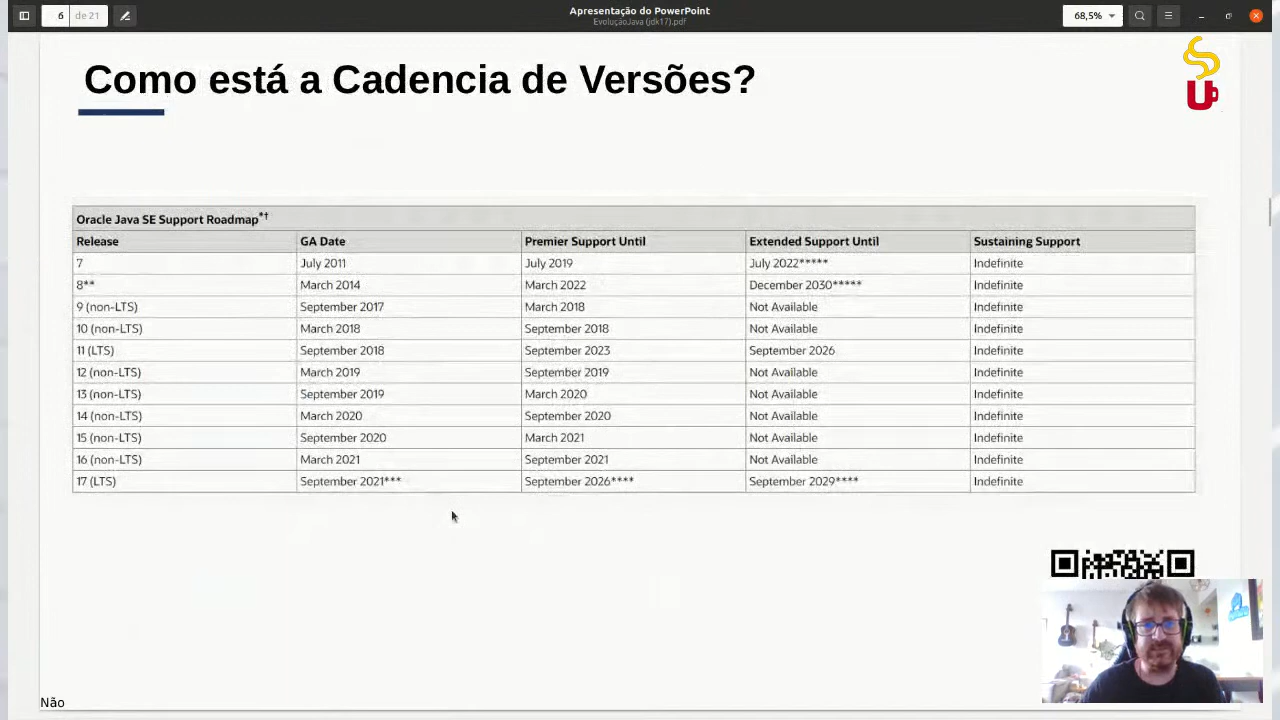 6 de 21
Apresentação do PowerPoint
EvoluçãoJava (jdk17).pdf
68,5%
Como está a Cadencia de Versões?
Oracle Java SE Support Roadmap*†
Release GA Date Premier Support Until Extended Support Until Sustaining Support
7 July 2011 July 2019 July 2022***** Indefinite
8** March 2014 March 2022 December 2030***** Indefinite
9 (non-LTS) September 2017 March 2018 Not Available Indefinite
10 (non-LTS) March 2018 September 2018 Not Available Indefinite
11 (LTS) September 2018 September 2023 September 2026 Indefinite
12 (non-LTS) March 2019 September 2019 Not Available Indefinite
13 (non-LTS) September 2019 March 2020 Not Available Indefinite
14 (non-LTS) March 2020 September 2020 Not Available Indefinite
15 (non-LTS) September 2020 March 2021 Not Available Indefinite
16 (non-LTS) March 2021 September 2021 Not Available Indefinite
17 (LTS) September 2021*** September 2026**** September 2029**** Indefinite
Não